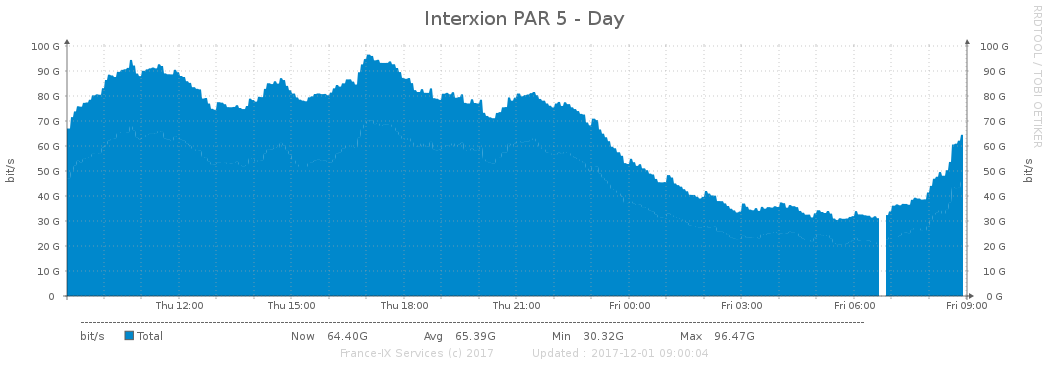 Interxion PAR 5 - Day
RRDTOOL / TOBI OETIKER
bit/s
100 G
90 G
80 G
70 G
60 G
50 G
40 G
30 G
20 G
10 G
0
100 G
90 G
80 G
70 G
60 G
50 G
40 G
30 G
20 G
10 G
0 G
bit/s
Thu 12:00 Thu 15:00 Thu 18:00 Thu 21:00 Fri 00:00 Fri 03:00 Fri 06:00 Fri 09:00
bit/s Total Now 64.40G Avg 65.39G Min 30.32G Max 96.47G
France-IX Services (c) 2017 Updated : 2017-12-01 09:00:04